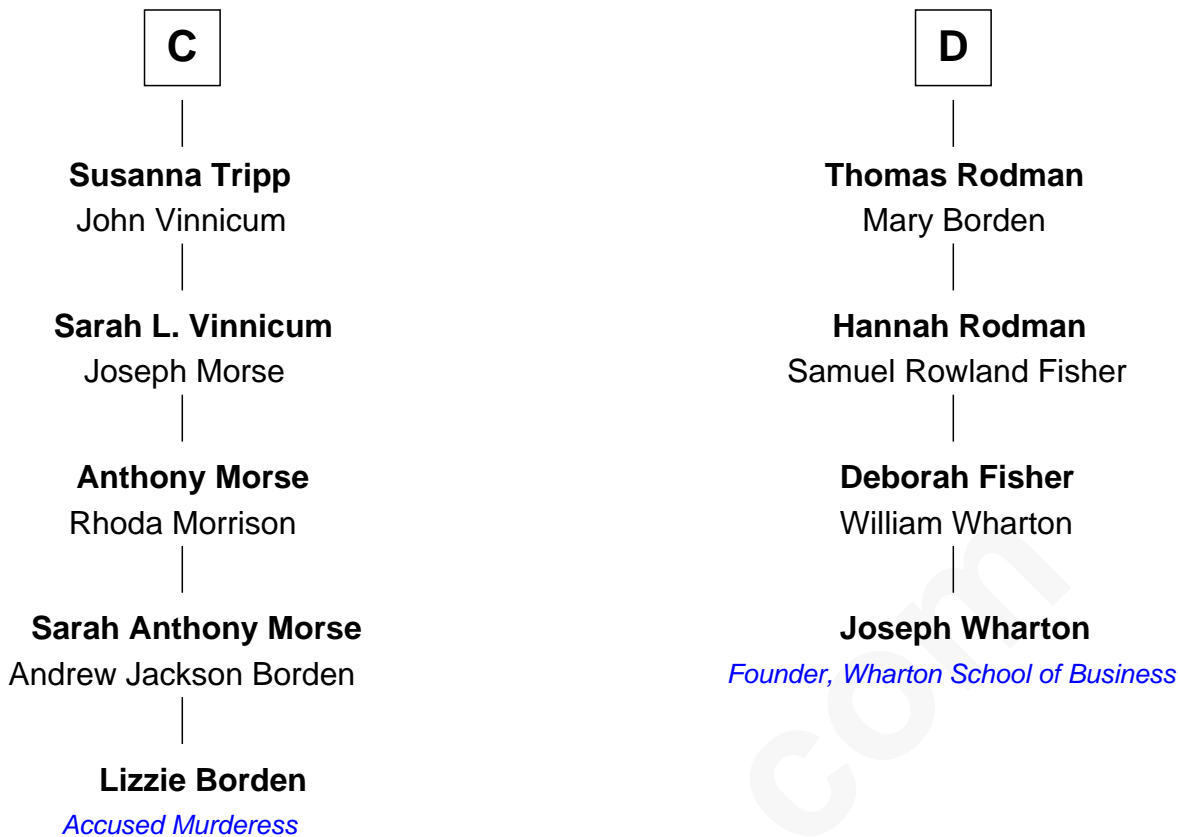 C
Susanna Tripp
John Vinnicum
Sarah L. Vinnicum
Joseph Morse
Anthony Morse
Rhoda Morrison
Sarah Anthony Morse
Andrew Jackson Borden
Lizzie Borden
Accused Murderess
D
Thomas Rodman
Mary Borden
Hannah Rodman
Samuel Rowland Fisher
Deborah Fisher
William Wharton
Joseph Wharton
Founder, Wharton School of Business
com